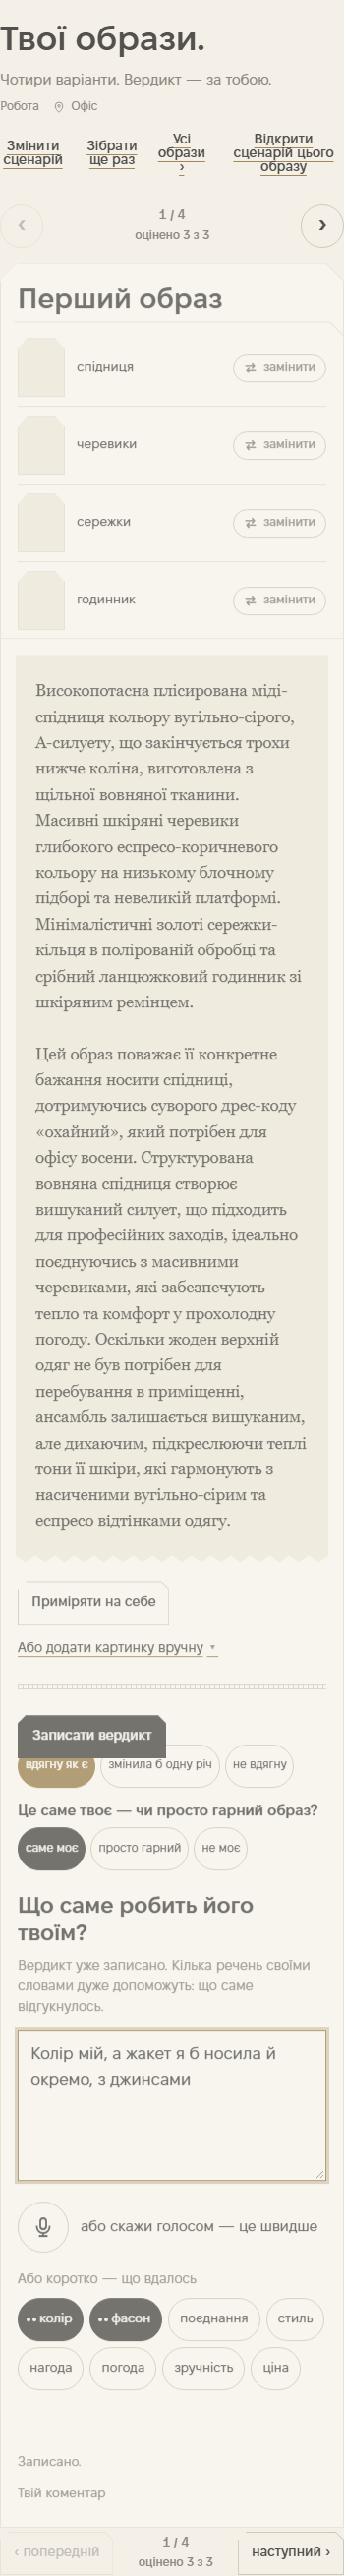 Твої образи.
Чотири варіанти. Вердикт — за тобою.
Робота Офіс
Змінити сценарій
Зібрати ще раз
Усі образи ›
Відкрити сценарій цього образу
‹
1 / 4
оцінено 3 з 3
›
Перший образ
спідниця замінити
черевики замінити
сережки замінити
годинник замінити
Високопотасна плісирована міді-
спідниця кольору вугільно-сірого,
А-силуету, що закінчується трохи
нижче коліна, виготовлена з
щільної вовняної тканини.
Масивні шкіряні черевики
глибокого еспресо-коричневого
кольору на низькому блочному
підборі та невеликій платформі.
Мінімалістичні золоті сережки-
кільця в полірованій обробці та
срібний ланцюжковий годинник зі
шкіряним ремінцем.
Цей образ поважає її конкретне
бажання носити спідниці,
дотримуючись суворого дрес-коду
«охайний», який потрібен для
офісу восени. Структурована
вовняна спідниця створює
вишуканий силует, що підходить
для професійних заходів, ідеально
поєднуючись з масивними
черевиками, які забезпечують
тепло та комфорт у прохолодну
погоду. Оскільки жоден верхній
одяг не був потрібен для
перебування в приміщенні,
ансамбль залишається вишуканим,
але дихаючим, підкреслюючи теплі
тони її шкіри, які гармонюють з
насиченими вугільно-сірим та
еспресо відтінками одягу.
Приміряти на себе
Або додати картинку вручну ▾
Записати вердикт
вдягну як є змінила б одну річ не вдягну
Це саме твоє — чи просто гарний образ?
саме моє просто гарний не моє
Що саме робить його
твоїм?
Вердикт уже записано. Кілька речень своїми
словами дуже допоможуть: що саме
відгукнулось.
Колір мій, а жакет я б носила й
окремо, з джинсами
або скажи голосом — це швидше
Або коротко — що вдалось
•• колір •• фасон поєднання стиль
нагода погода зручність ціна
Записано.
Твій коментар
‹ попередній
1 / 4
оцінено 3 з 3
наступний ›